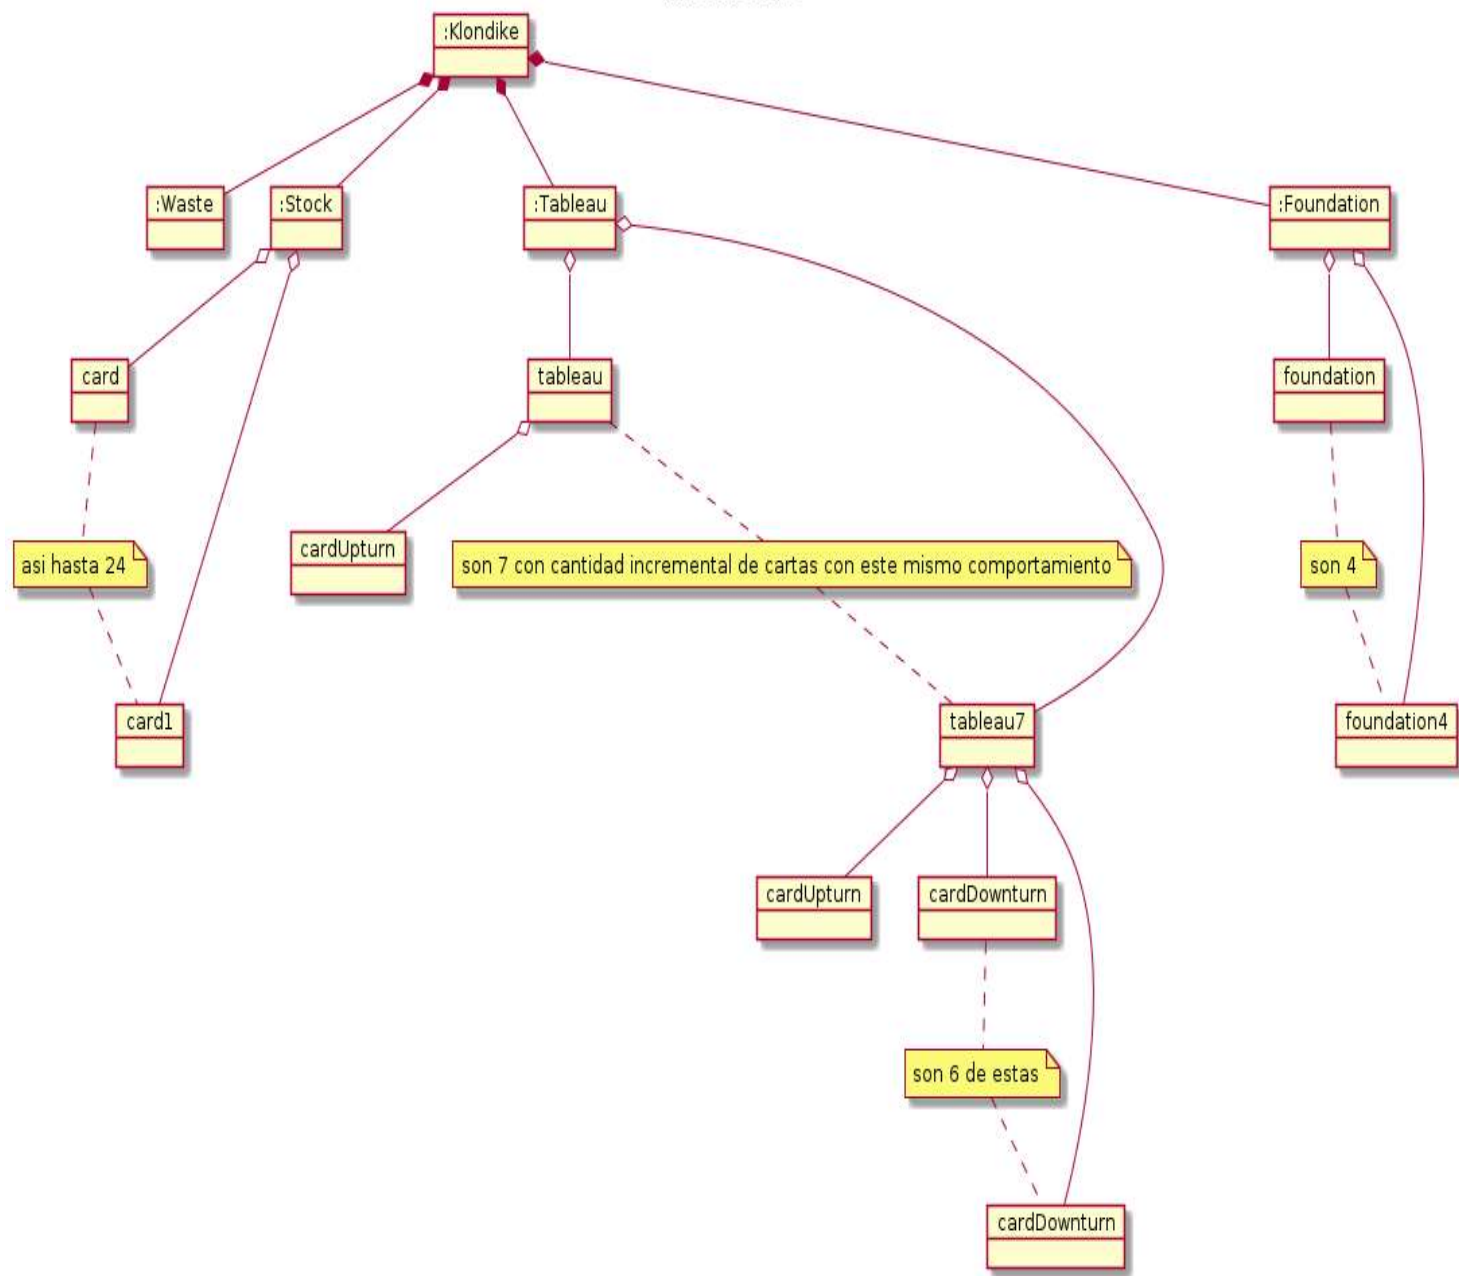 :Klondike
:Waste
:Stock
:Tableau
:Foundation
card
tableau
foundation
cardUpturn
asi hasta 24
son 7 con cantidad incremental de cartas con este mismo comportamiento
son 4
card1
tableau7
foundation4
cardUpturn
cardDownturn
son 6 de estas
cardDownturn